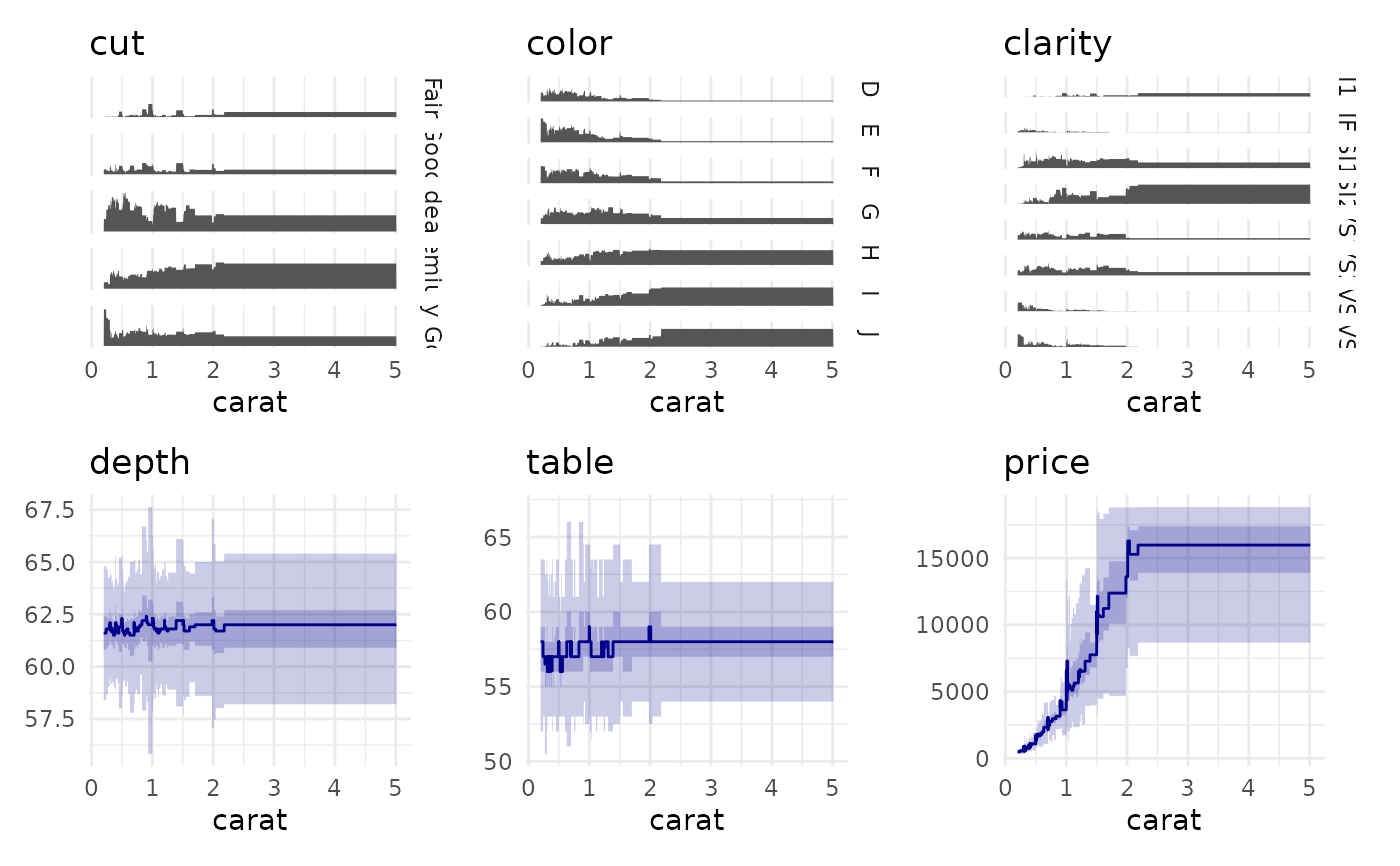 cut
Fair
0 1 2 3 4 5
carat
color
D
E
F
G
H
I
J
0 1 2 3 4 5
carat
clarity
I1
IF
0 1 2 3 4 5
carat
depth
67.5
65.0
62.5
60.0
57.5
0 1 2 3 4 5
carat
table
65
60
55
50
0 1 2 3 4 5
carat
price
15000
10000
5000
0
0 1 2 3 4 5
carat